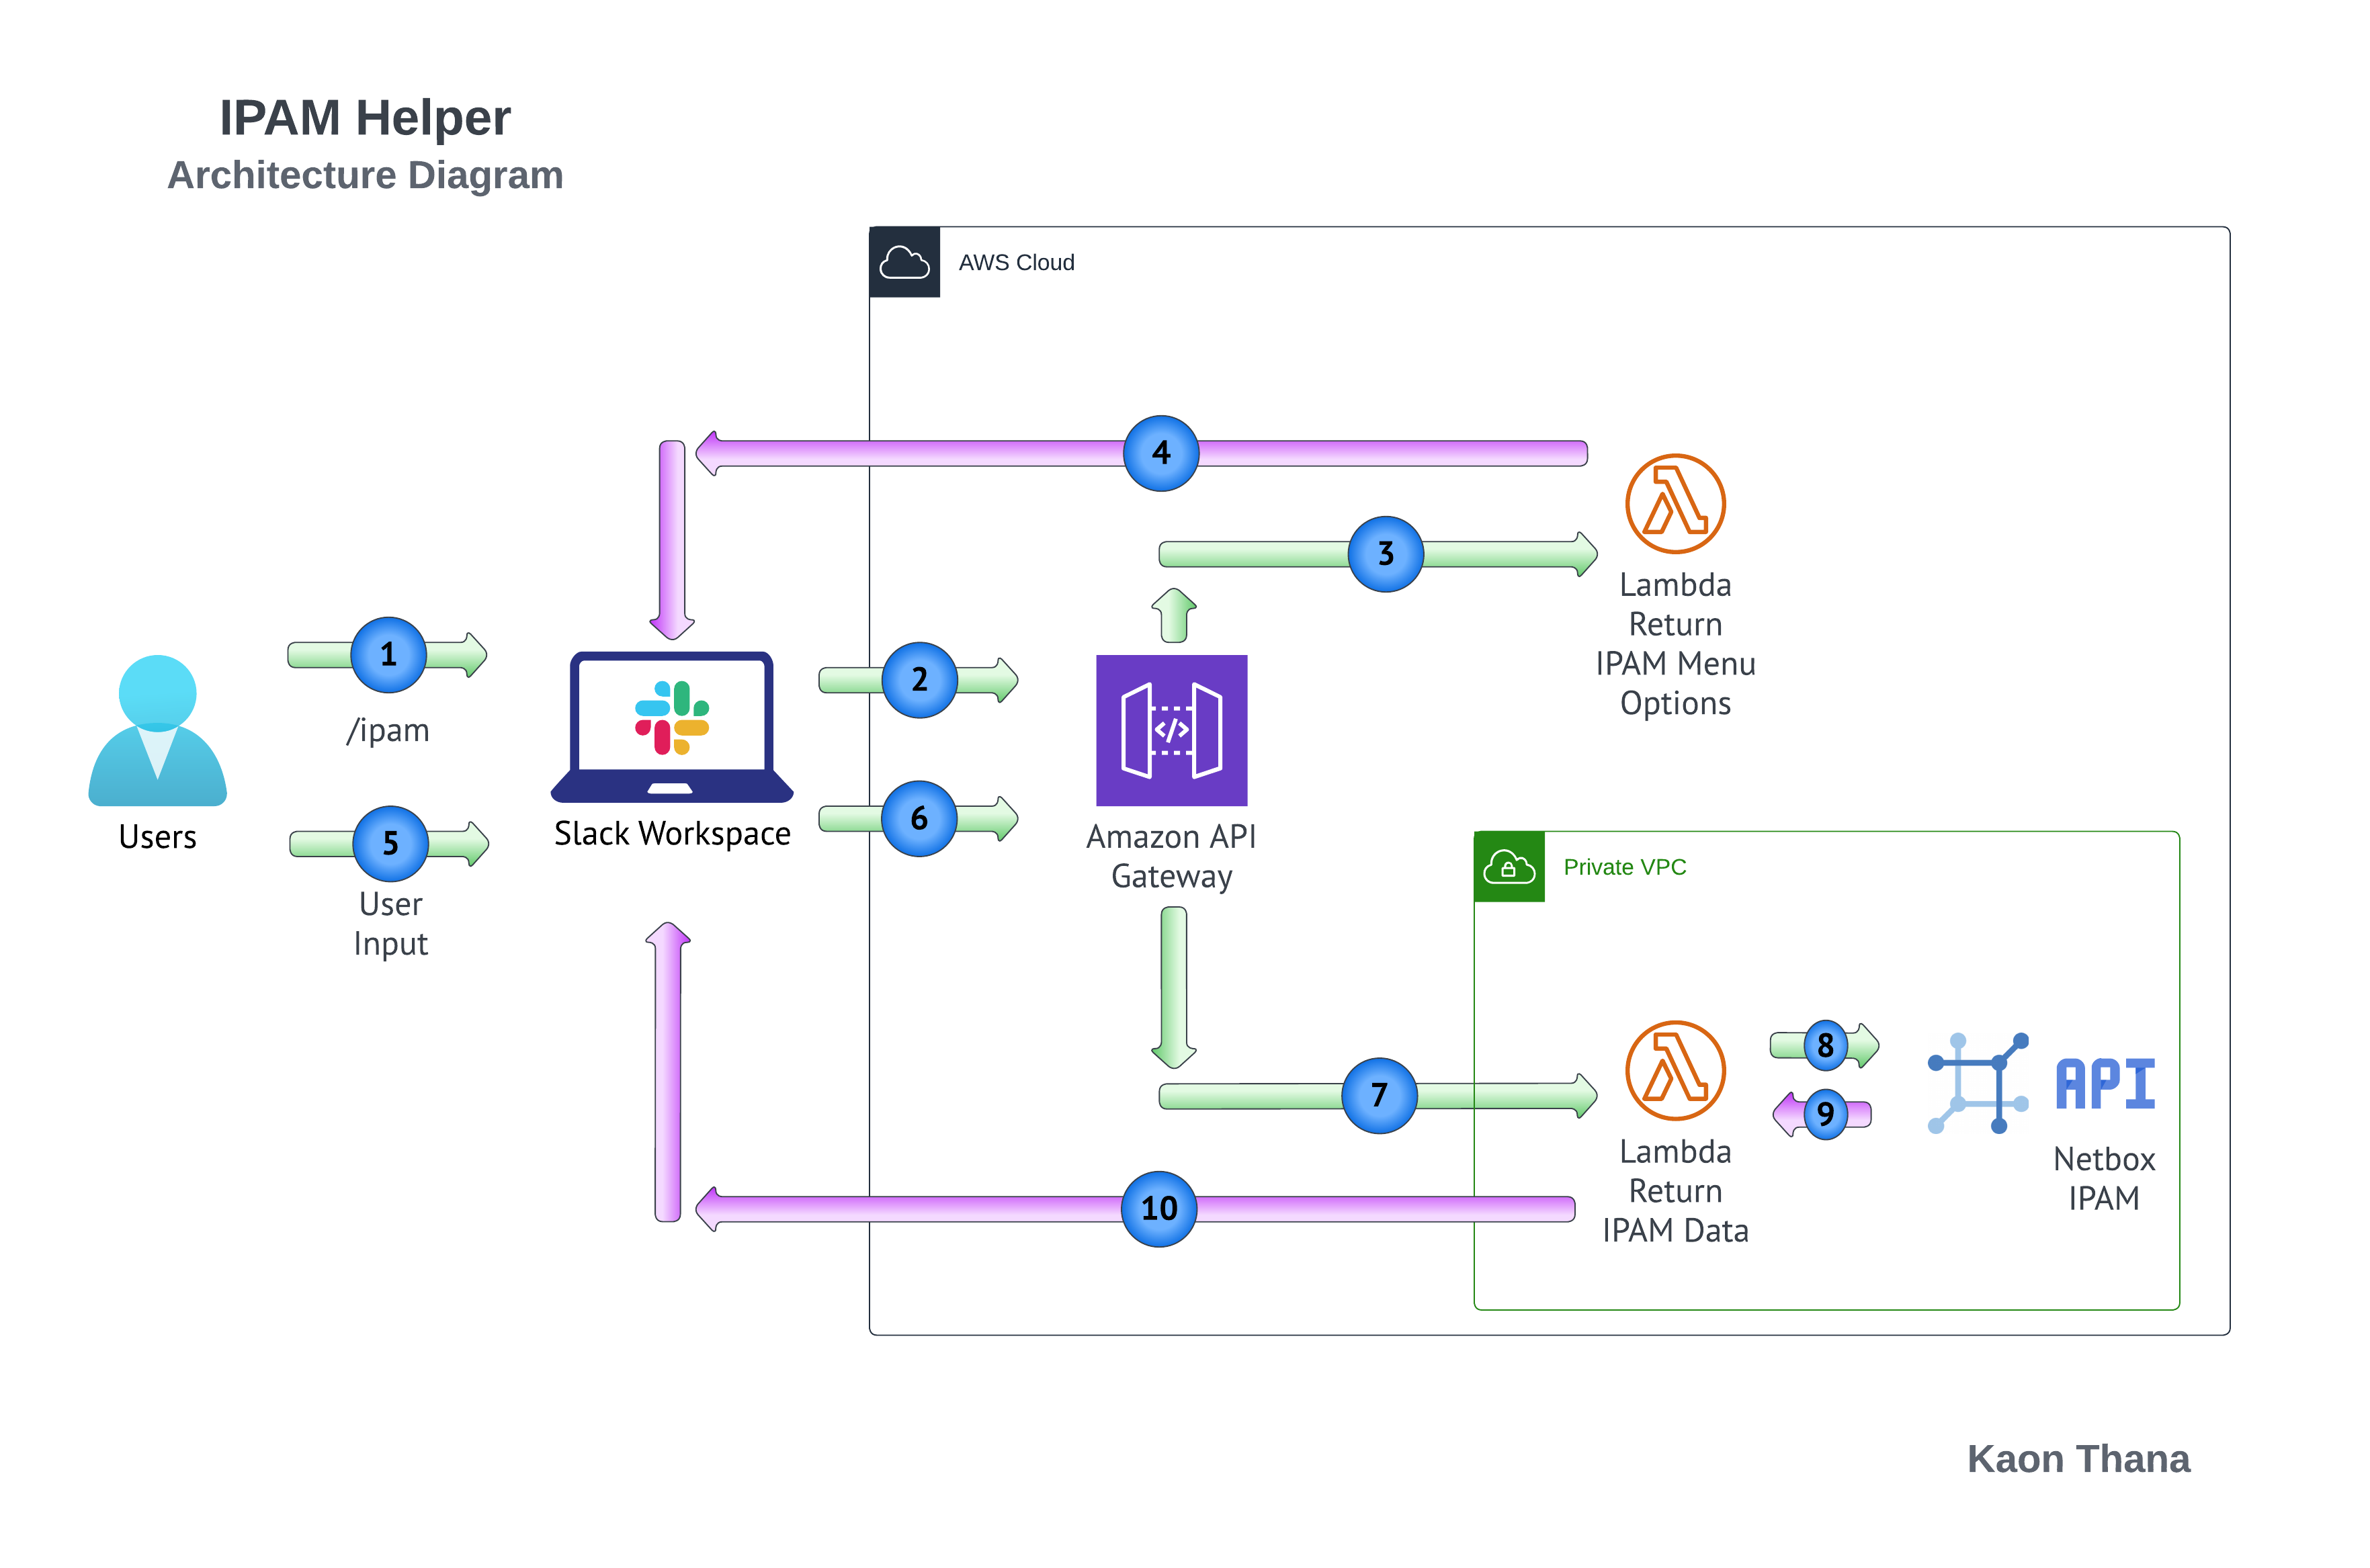 IPAM Helper
Architecture Diagram
AWS Cloud
4
3
Lambda
Return
IPAM Menu
Options
1
/ipam
2
Users
5
User
Input
Slack Workspace
6
Amazon API
Gateway
Private VPC
7
Lambda
Return
IPAM Data
8
9
API
Netbox
IPAM
10
Kaon Thana